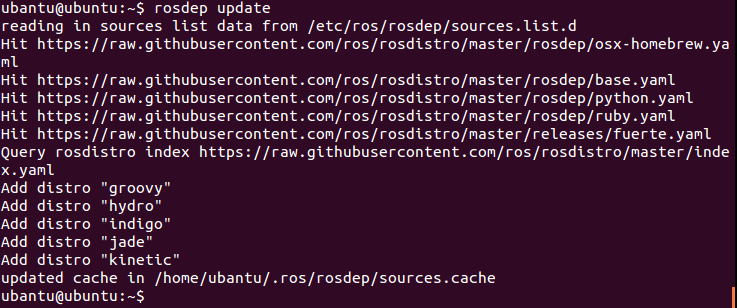 ubantu@ubuntu:~$ rosdep update
reading in sources list data from /etc/ros/rosdep/sources.list.d
Hit https://raw.githubusercontent.com/ros/rosdistro/master/rosdep/osx-homebrew.ya
ml
Hit https://raw.githubusercontent.com/ros/rosdistro/master/rosdep/base.yaml
Hit https://raw.githubusercontent.com/ros/rosdistro/master/rosdep/python.yaml
Hit https://raw.githubusercontent.com/ros/rosdistro/master/rosdep/ruby.yaml
Hit https://raw.githubusercontent.com/ros/rosdistro/master/releases/fuerte.yaml
Query rosdistro index https://raw.githubusercontent.com/ros/rosdistro/master/inde
x.yaml
Add distro "groovy"
Add distro "hydro"
Add distro "indigo"
Add distro "jade"
Add distro "kinetic"
updated cache in /home/ubantu/.ros/rosdep/sources.cache
ubantu@ubuntu:~$